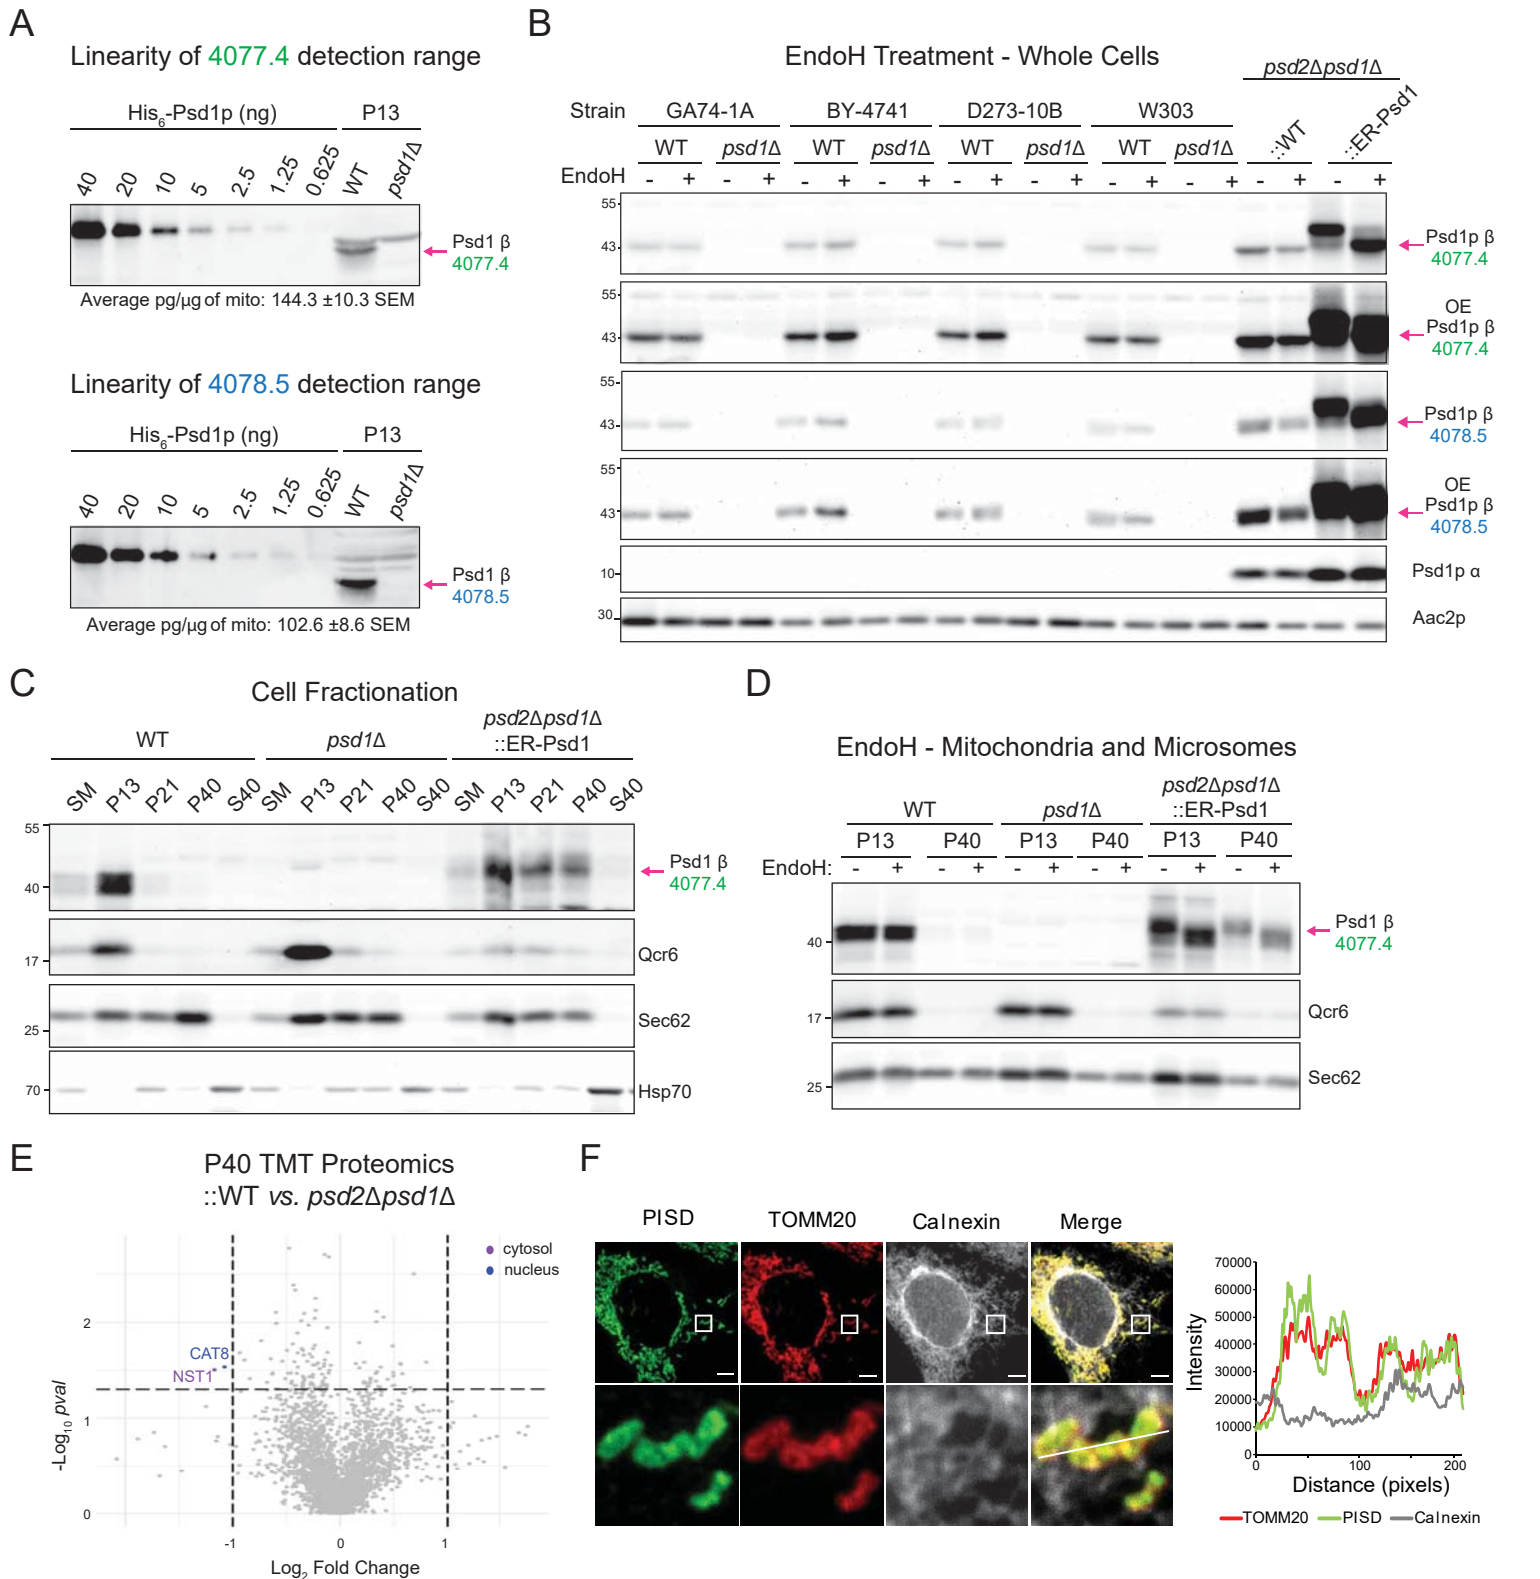 A
Linearity of 4077.4 detection range
His6-Psd1p (ng)
P13
40 20 10 5 2.5 1.25 0.625 WT psd1Δ
Psd1 β
4077.4
Average pg/µg of mito: 144.3 ±10.3 SEM
Linearity of 4078.5 detection range
His6-Psd1p (ng)
P13
40 20 10 5 2.5 1.25 0.625 WT psd1Δ
Psd1 β
4078.5
Average pg/µg of mito: 102.6 ±8.6 SEM
B
EndoH Treatment - Whole Cells
psd2Δpsd1Δ
Strain GA74-1A BY-4741 D273-10B W303 ::WT ::ER-Psd1
WT psd1Δ WT psd1Δ WT psd1Δ WT psd1Δ
EndoH - + - + - + - + - + - + - + - + - + - +
55
43
Psd1p β
4077.4
55
43
OE
Psd1p β
4077.4
55
43
Psd1p β
4078.5
55
43
OE
Psd1p β
4078.5
10
Psd1p α
30
Aac2p
C
Cell Fractionation
WT psd1Δ psd2Δpsd1Δ
::ER-Psd1
SM P13 P21 P40 S40 SM P13 P21 P40 S40 SM P13 P21 P40 S40
55
40
Psd1 β
4077.4
17
Qcr6
25
Sec62
70
Hsp70
D
EndoH - Mitochondria and Microsomes
WT psd1Δ psd2Δpsd1Δ
::ER-Psd1
P13 P40 P13 P40 P13 P40
EndoH: - + - + - + - + - + - +
40
Psd1 β
4077.4
17
Qcr6
25
Sec62
E
P40 TMT Proteomics
::WT vs. psd2Δpsd1Δ
cytosol
nucleus
CAT8
NST1
-Log10 pval
2
1
0
-1 0 1
Log2 Fold Change
F
PISD TOMM20 Calnexin Merge
Intensity
70000
60000
50000
40000
30000
20000
10000
0
0 100 200
Distance (pixels)
TOMM20 PISD Calnexin